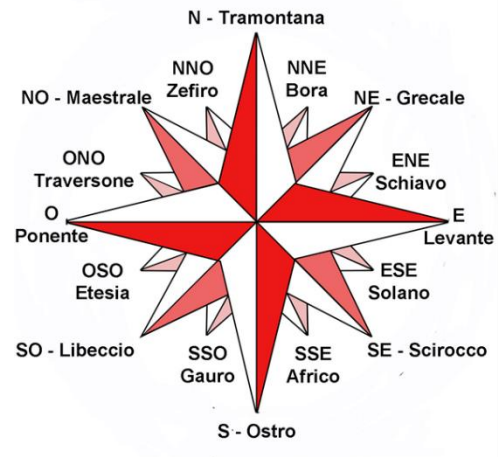 N - Tramontana
NNO
Zefiro
NNE
Bora
NO - Maestrale
NE - Grecale
ONO
Traversone
ENE
Schiavo
O
Ponente
E
Levante
OSO
Etesia
ESE
Solano
SO - Libeccio
SSO
Gauro
SSE
Africo
SE - Scirocco
S - Ostro